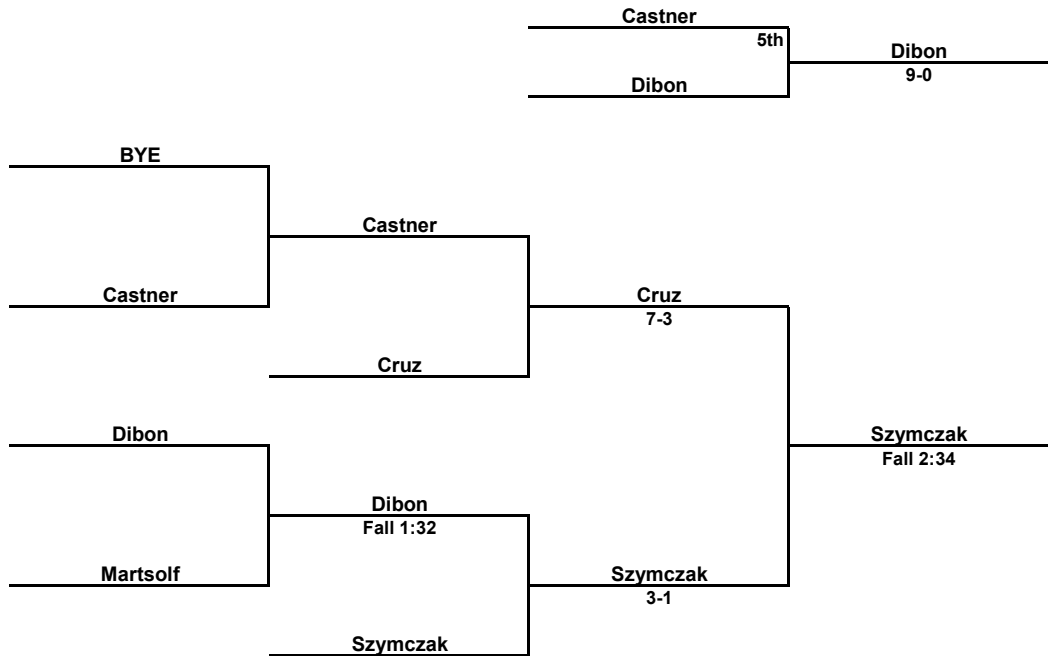 Castner
5th
Dibon
9-0
Dibon
BYE
Castner
Castner
Cruz
7-3
Cruz
Dibon
Szymczak
Fall 2:34
Dibon
Fall 1:32
Martsolf
Szymczak
3-1
Szymczak